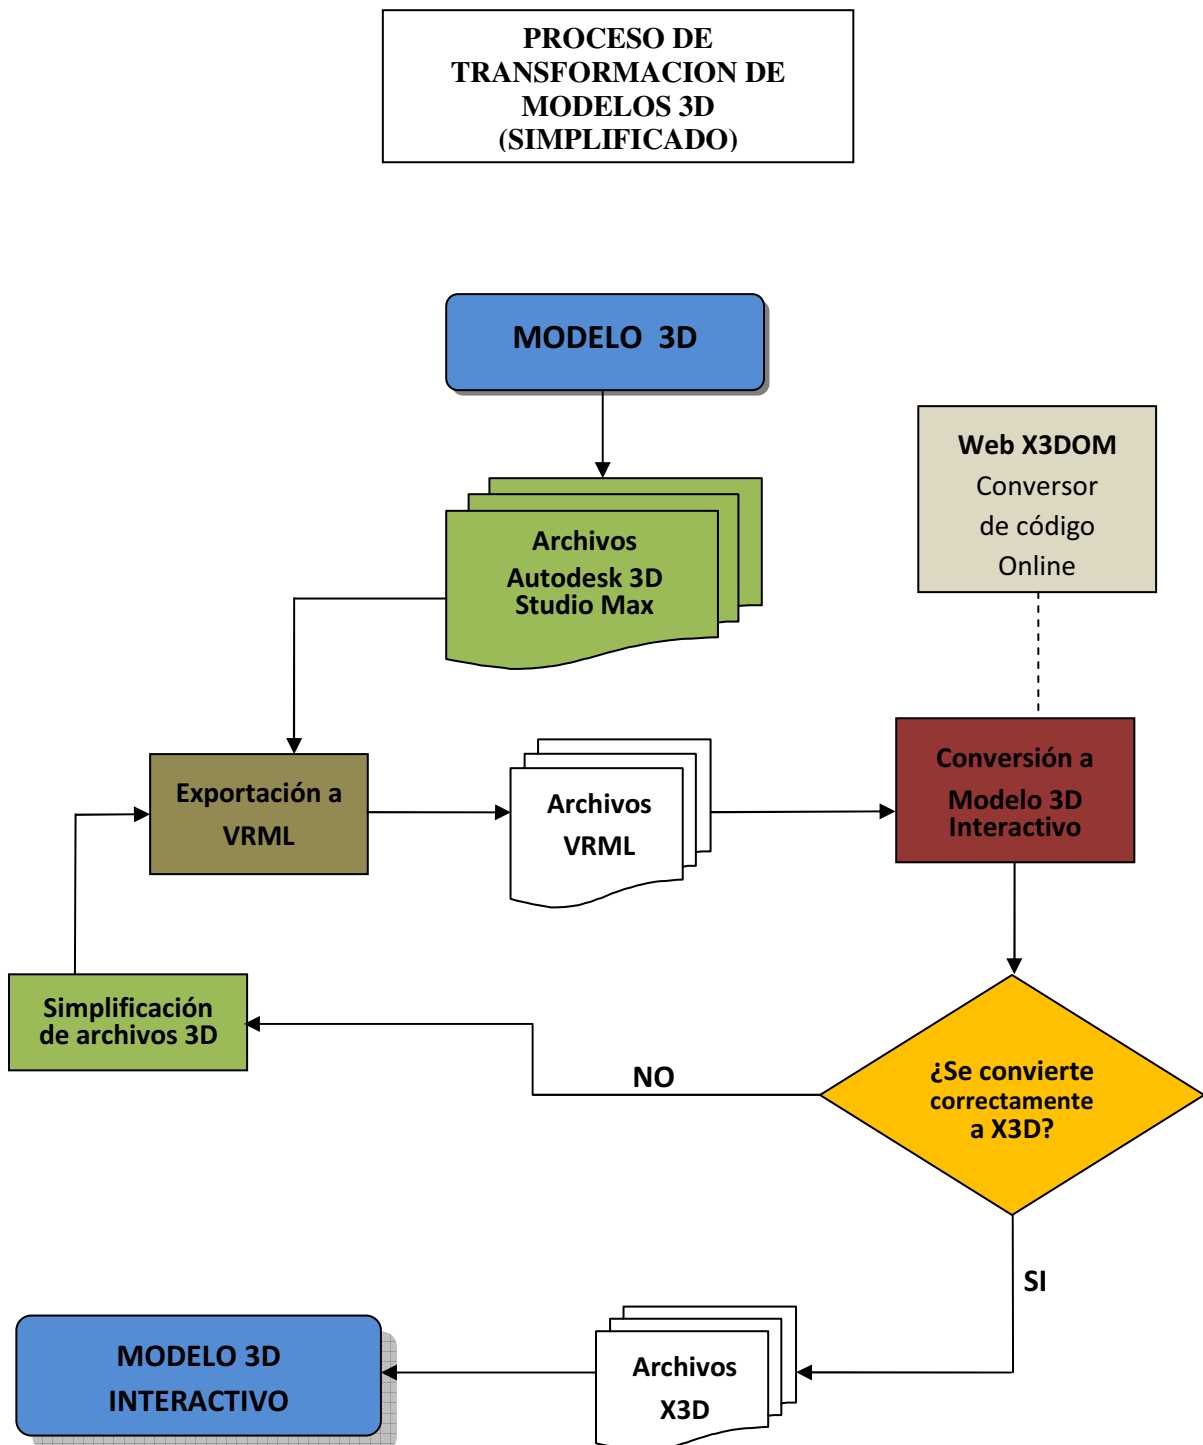 PROCESO DE
TRANSFORMACION DE
MODELOS 3D
(SIMPLIFICADO)
MODELO 3D
Web X3DOM
Conversor
de código
Online
Archivos
Autodesk 3D
Studio Max
Exportación a
VRML
Archivos
VRML
Conversión a
Modelo 3D
Interactivo
Simplificación
de archivos 3D
NO
¿Se convierte
correctamente
a X3D?
SI
MODELO 3D
INTERACTIVO
Archivos
X3D